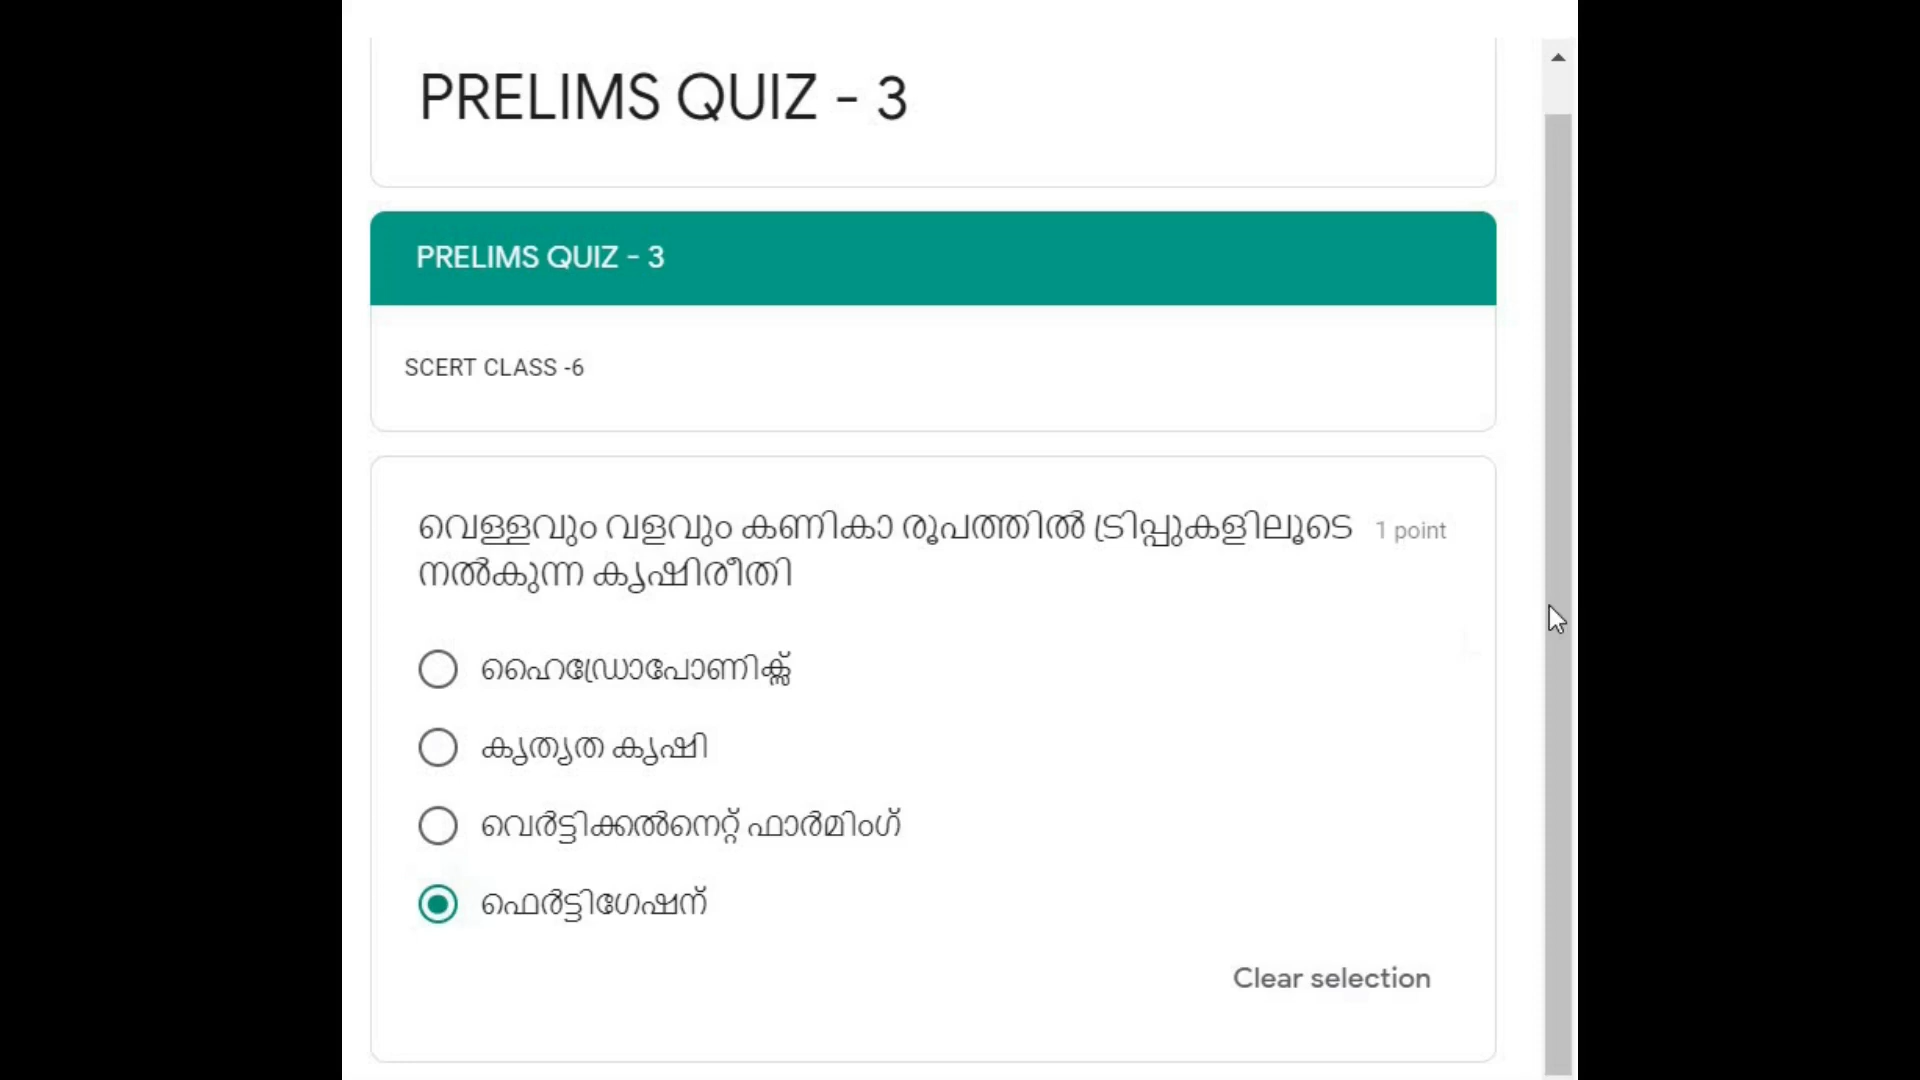 PRELIMS QUIZ - 3
PRELIMS QUIZ - 3
SCERT CLASS -6
വെള്ളവും വളവും കണികാ രൂപത്തിൽ ട്രിപ്പുകളിലൂടെ 1 point
നൽകുന്ന കൃഷിരീതി
ഹൈഡ്രോപോണിക്സ്
കൃത്യത കൃഷി
വെർട്ടിക്കൽനെറ്റ് ഫാർമിംഗ്
ഫെർട്ടിഗേഷന്
Clear selection